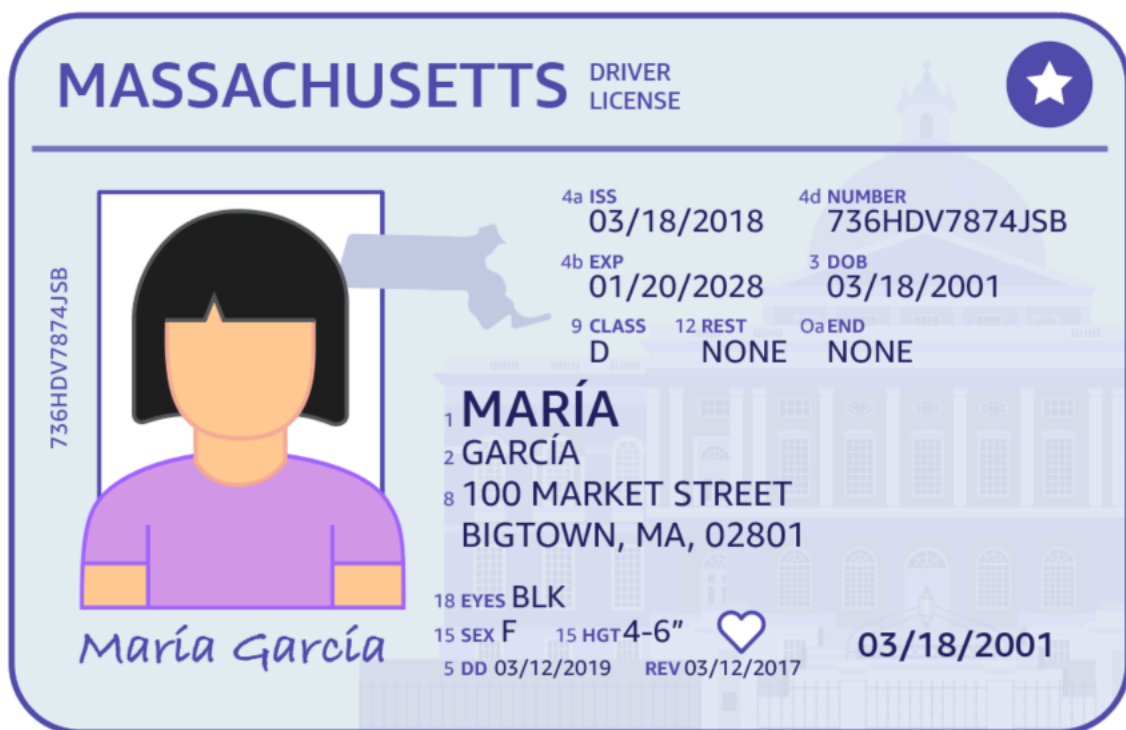 MASSACHUSETTS DRIVER LICENSE
4a ISS 4d NUMBER
03/18/2018 736HDV7874JSB
4b EXP 3 DOB
01/20/2028 03/18/2001
9 CLASS 12 REST Oa END
D NONE NONE
736HDV7874JSB
1 MARÍA
2 GARCÍA
8 100 MARKET STREET
BIGTOWN, MA, 02801
18 EYES BLK
15 SEX F 15 HGT 4-6”
5 DD 03/12/2019 REV 03/12/2017
03/18/2001
María García